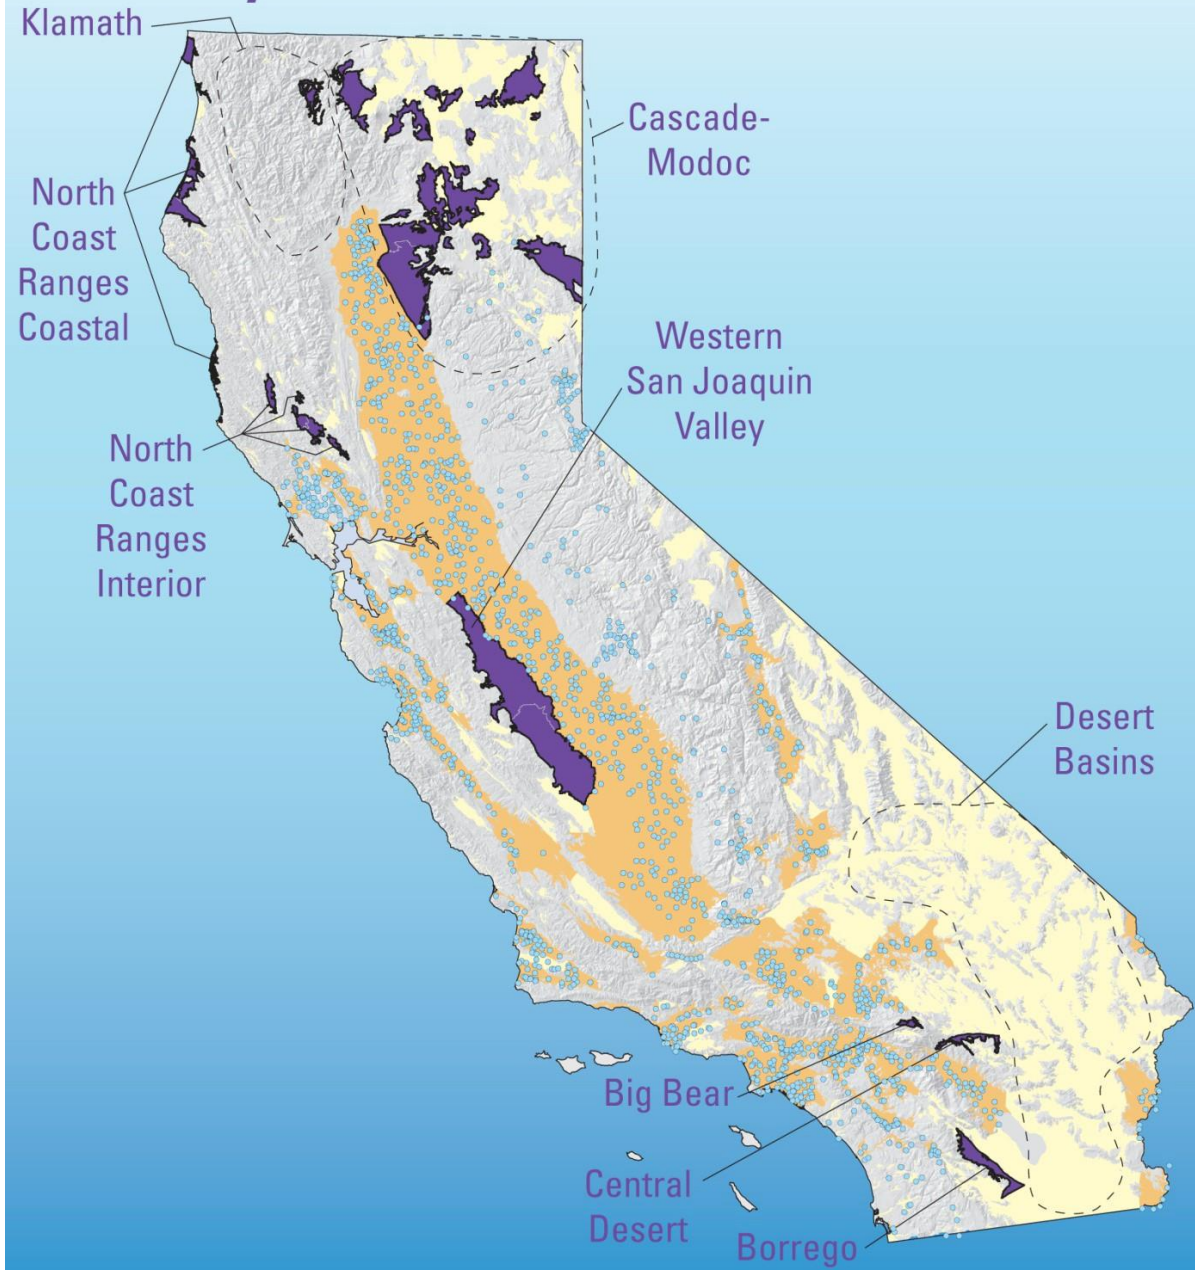 Klamath
Cascade-
Modoc
North
Coast
Ranges
Coastal
Western
San Joaquin
Valley
North
Coast
Ranges
Interior
Desert
Basins
Big Bear
Central
Desert
Borrego